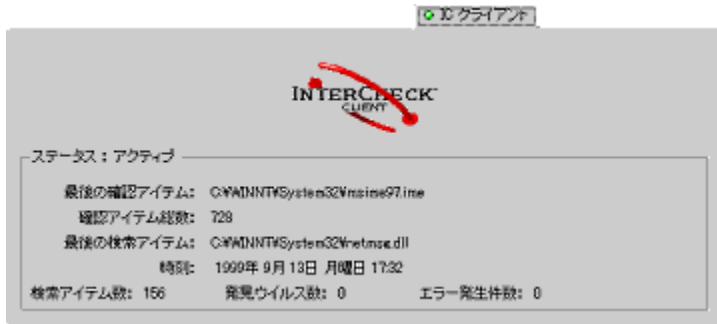 IC クライアント
INTERCHECK™
CLIENT
ステータス：アクティブ
最後の確認アイテム: C:¥WINNT¥System32¥msime97.ime
確認アイテム総数: 728
最後の検索アイテム: C:¥WINNT¥System32¥netmsg.dll
時刻: 1999年 9月 13日 月曜日 17:32
検索アイテム数: 156 発見ウイルス数: 0 エラー発生件数: 0